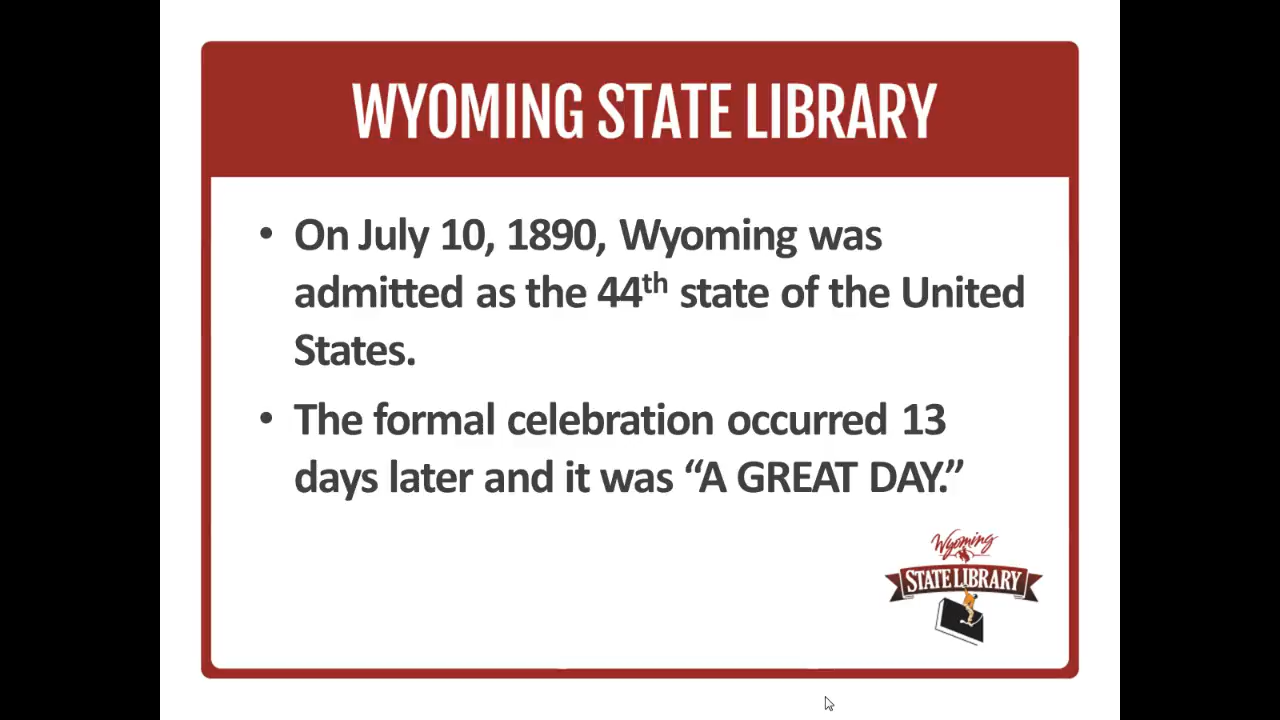 WYOMING STATE LIBRARY
• On July 10, 1890, Wyoming was
admitted as the 44th state of the United
States.
• The formal celebration occurred 13
days later and it was “A GREAT DAY.”
Wyoming
STATE LIBRARY